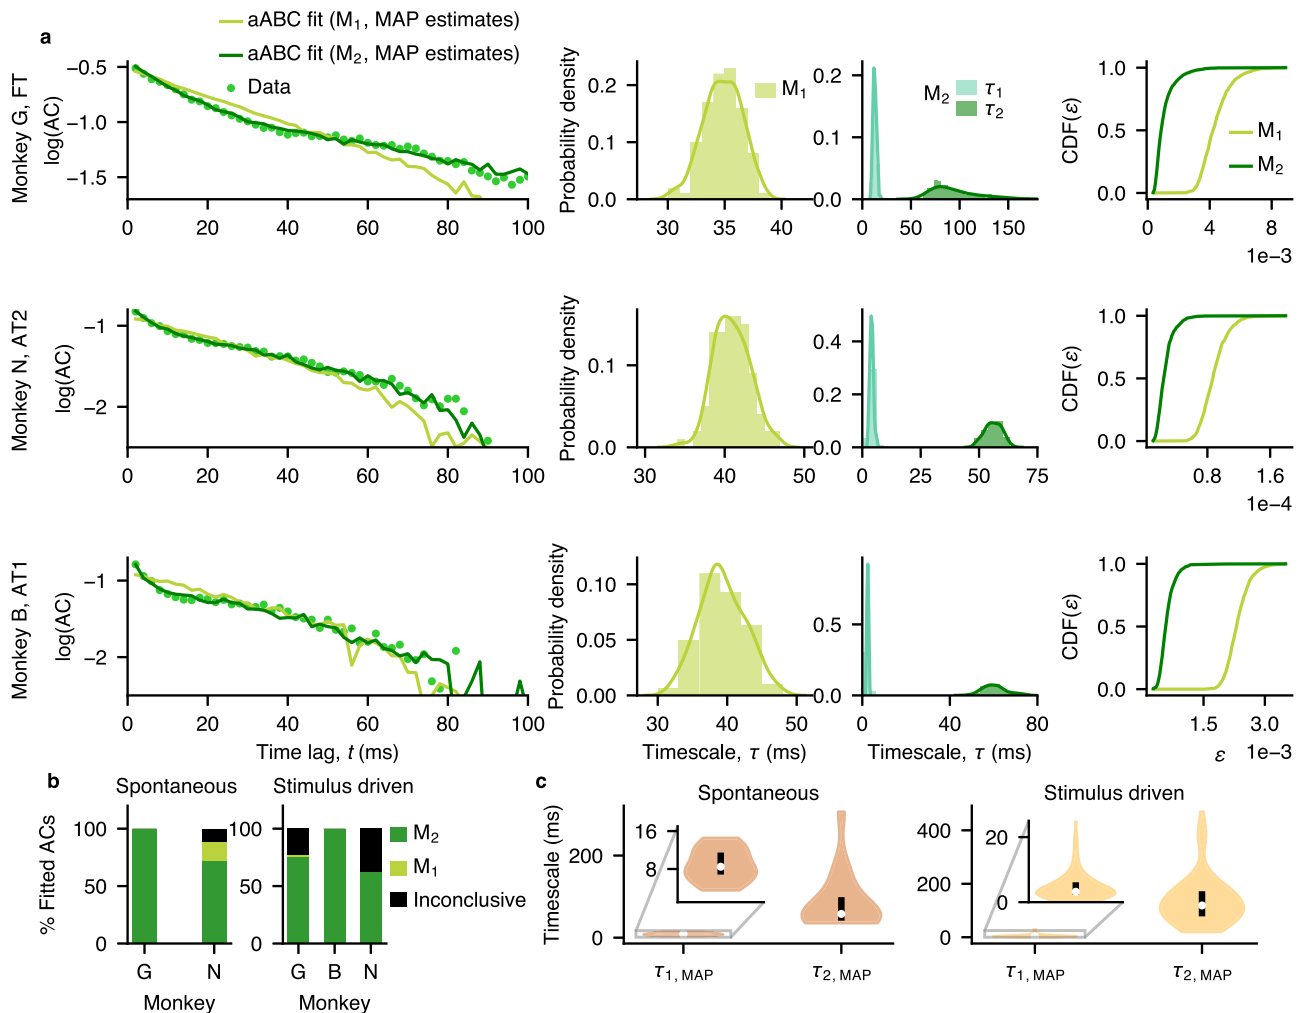 a
aABC fit (M1, MAP estimates)
aABC fit (M2, MAP estimates)
Data
Monkey G, FT
log(AC)
−0.5
−1.0
−1.5
0 20 40 60 80 100
Probability density
0.2
0.1
0.0
30 35 40
M1
0.2
0.1
0.0
0 50 100 150
M2 τ1
τ2
CDF(ε)
1.0
0.5
0.0
0 4 8
1e−3
M1
M2
Monkey N, AT2
log(AC)
−1
−2
0 20 40 60 80 100
Probability density
0.1
0.0
30 40 50
0.4
0.2
0.0
0 25 50 75
CDF(ε)
1.0
0.5
0.0
0.8 1.6
1e−4
Monkey B, AT1
log(AC)
−1
−2
0 20 40 60 80 100
Time lag, t (ms)
Probability density
0.10
0.05
0.00
30 40 50
Timescale, τ (ms)
0.5
0.0
0 40 80
Timescale, τ (ms)
CDF(ε)
1.0
0.5
0.0
1.5 3.0
ε 1e−3
b
Spontaneous
% Fitted ACs
100
50
0
G N
Monkey
Stimulus driven
100
50
0
G B N
Monkey
M2
M1
Inconclusive
c
Spontaneous
Timescale (ms)
200
0
16
8
τ1, MAP τ2, MAP
Stimulus driven
400
200
0
20
0
τ1, MAP τ2, MAP